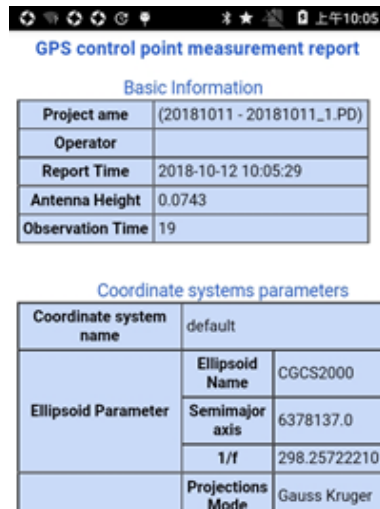 上午10:05
GPS control point measurement report
Basic Information
Project ame (20181011 - 20181011_1.PD)
Operator
Report Time 2018-10-12 10:05:29
Antenna Height 0.0743
Observation Time 19
Coordinate systems parameters
Coordinate system
name
default
Ellipsoid Parameter
Ellipsoid
Name
CGCS2000
Semimajor
axis
6378137.0
1/f 298.25722210
Projections
Mode
Gauss Kruger